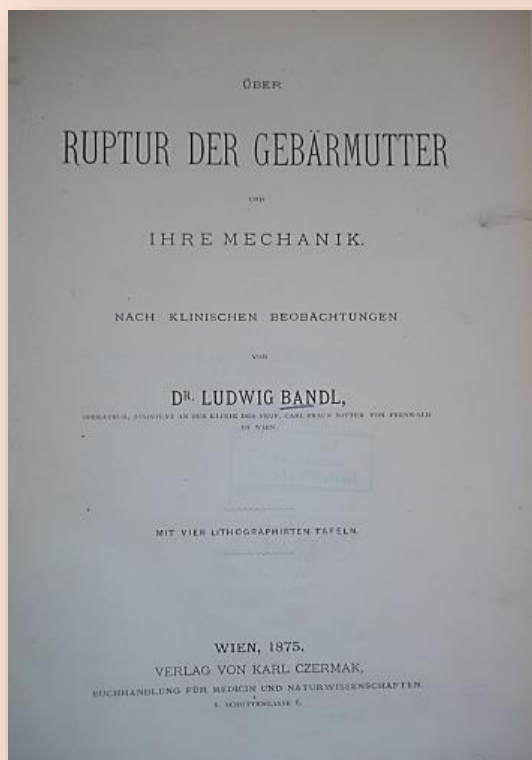 ÜBER
RUPTUR DER GEBÄRMUTTER
UND
IHRE MECHANIK.
NACH KLINISCHEN BEOBACHTUNGEN
VON
DR. LUDWIG BANDL,
OPERATEUR, ASSISTENT AN DER KLINIK DES PROF. CARL BRAUN RITTER VON FERNWALD
IN WIEN.
MIT VIER LITHOGRAPHIRTEN TAFELN.
WIEN, 1875.
VERLAG VON KARL CZERMAK,
BUCHHANDLUNG FÜR MEDICIN UND NATURWISSENSCHAFTEN.
I. SCHOTTENGASSE 6.